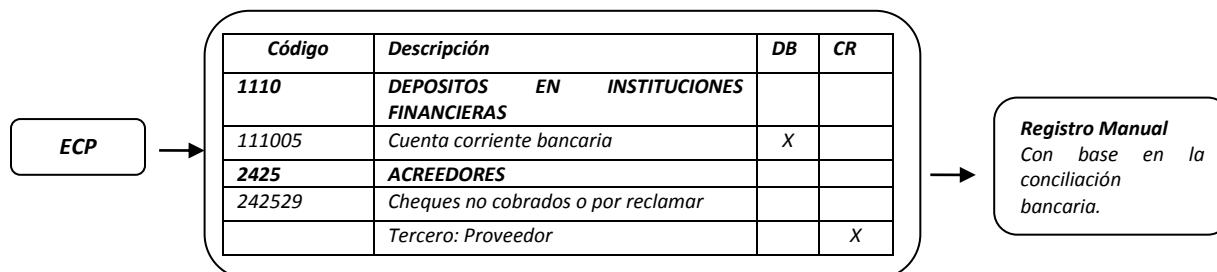 Código Descripción DB CR
1110 DEPOSITOS EN INSTITUCIONES
FINANCIERAS
111005 Cuenta corriente bancaria X
2425 ACREEDORES
242529 Cheques no cobrados o por reclamar
Tercero: Proveedor X
ECP
Registro Manual
Con base en la
conciliación
bancaria.